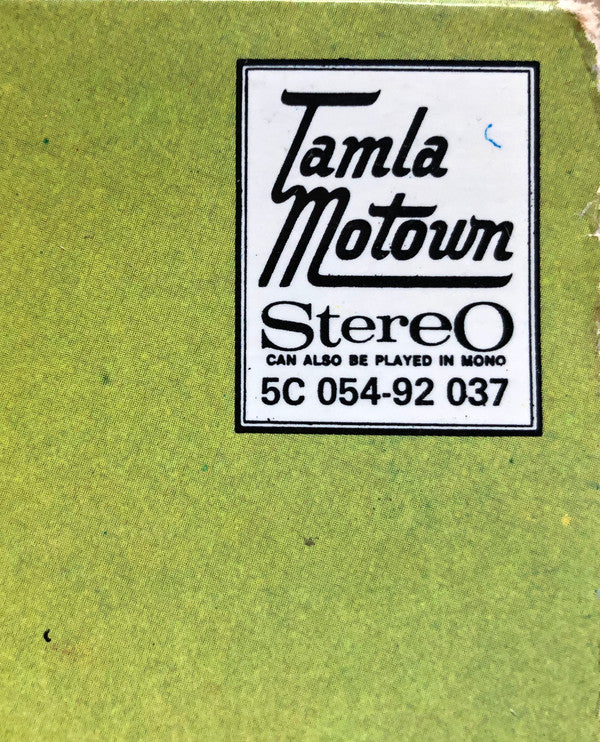 Tamla
Motown
StereO
CAN ALSO BE PLAYED IN MONO
5C 054-92 037